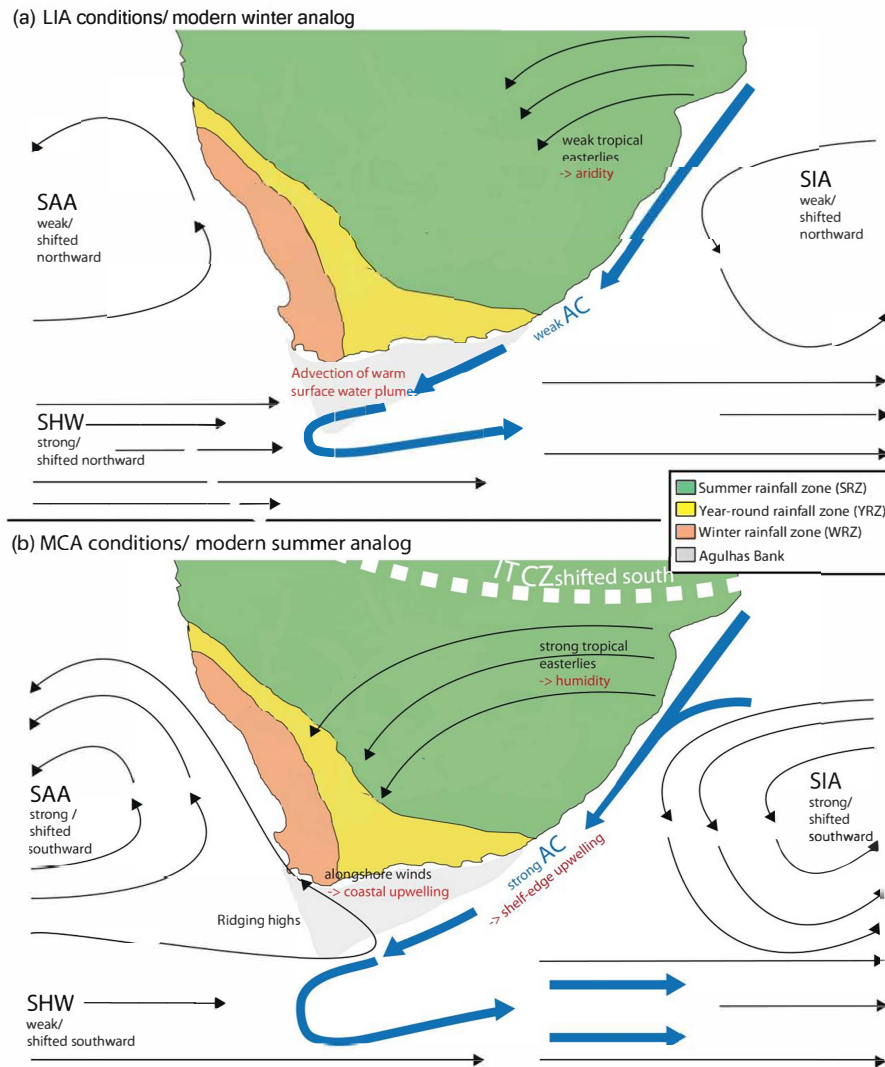 (a) LIA conditions/ modern winter analog
weak tropical
easterlies
-> aridity
SAA
weak/
shifted
northward
SIA
weak/
shifted
northward
weak AC
Advection of warm
surface water plumes
SHW
strong/
shifted northward
Summer rainfall zone (SRZ)
Year-round rainfall zone (YRZ)
Winter rainfall zone (WRZ)
Agulhas Bank
(b) MCA conditions/ modern summer analog
ITCZ shifted south
strong tropical
easterlies
-> humidity
SAA
strong /
shifted
southward
SIA
strong/
shifted
southward
strong AC
-> shelf-edge upwelling
alongshore winds
-> coastal upwelling
Ridging highs
SHW
weak/
shifted southward